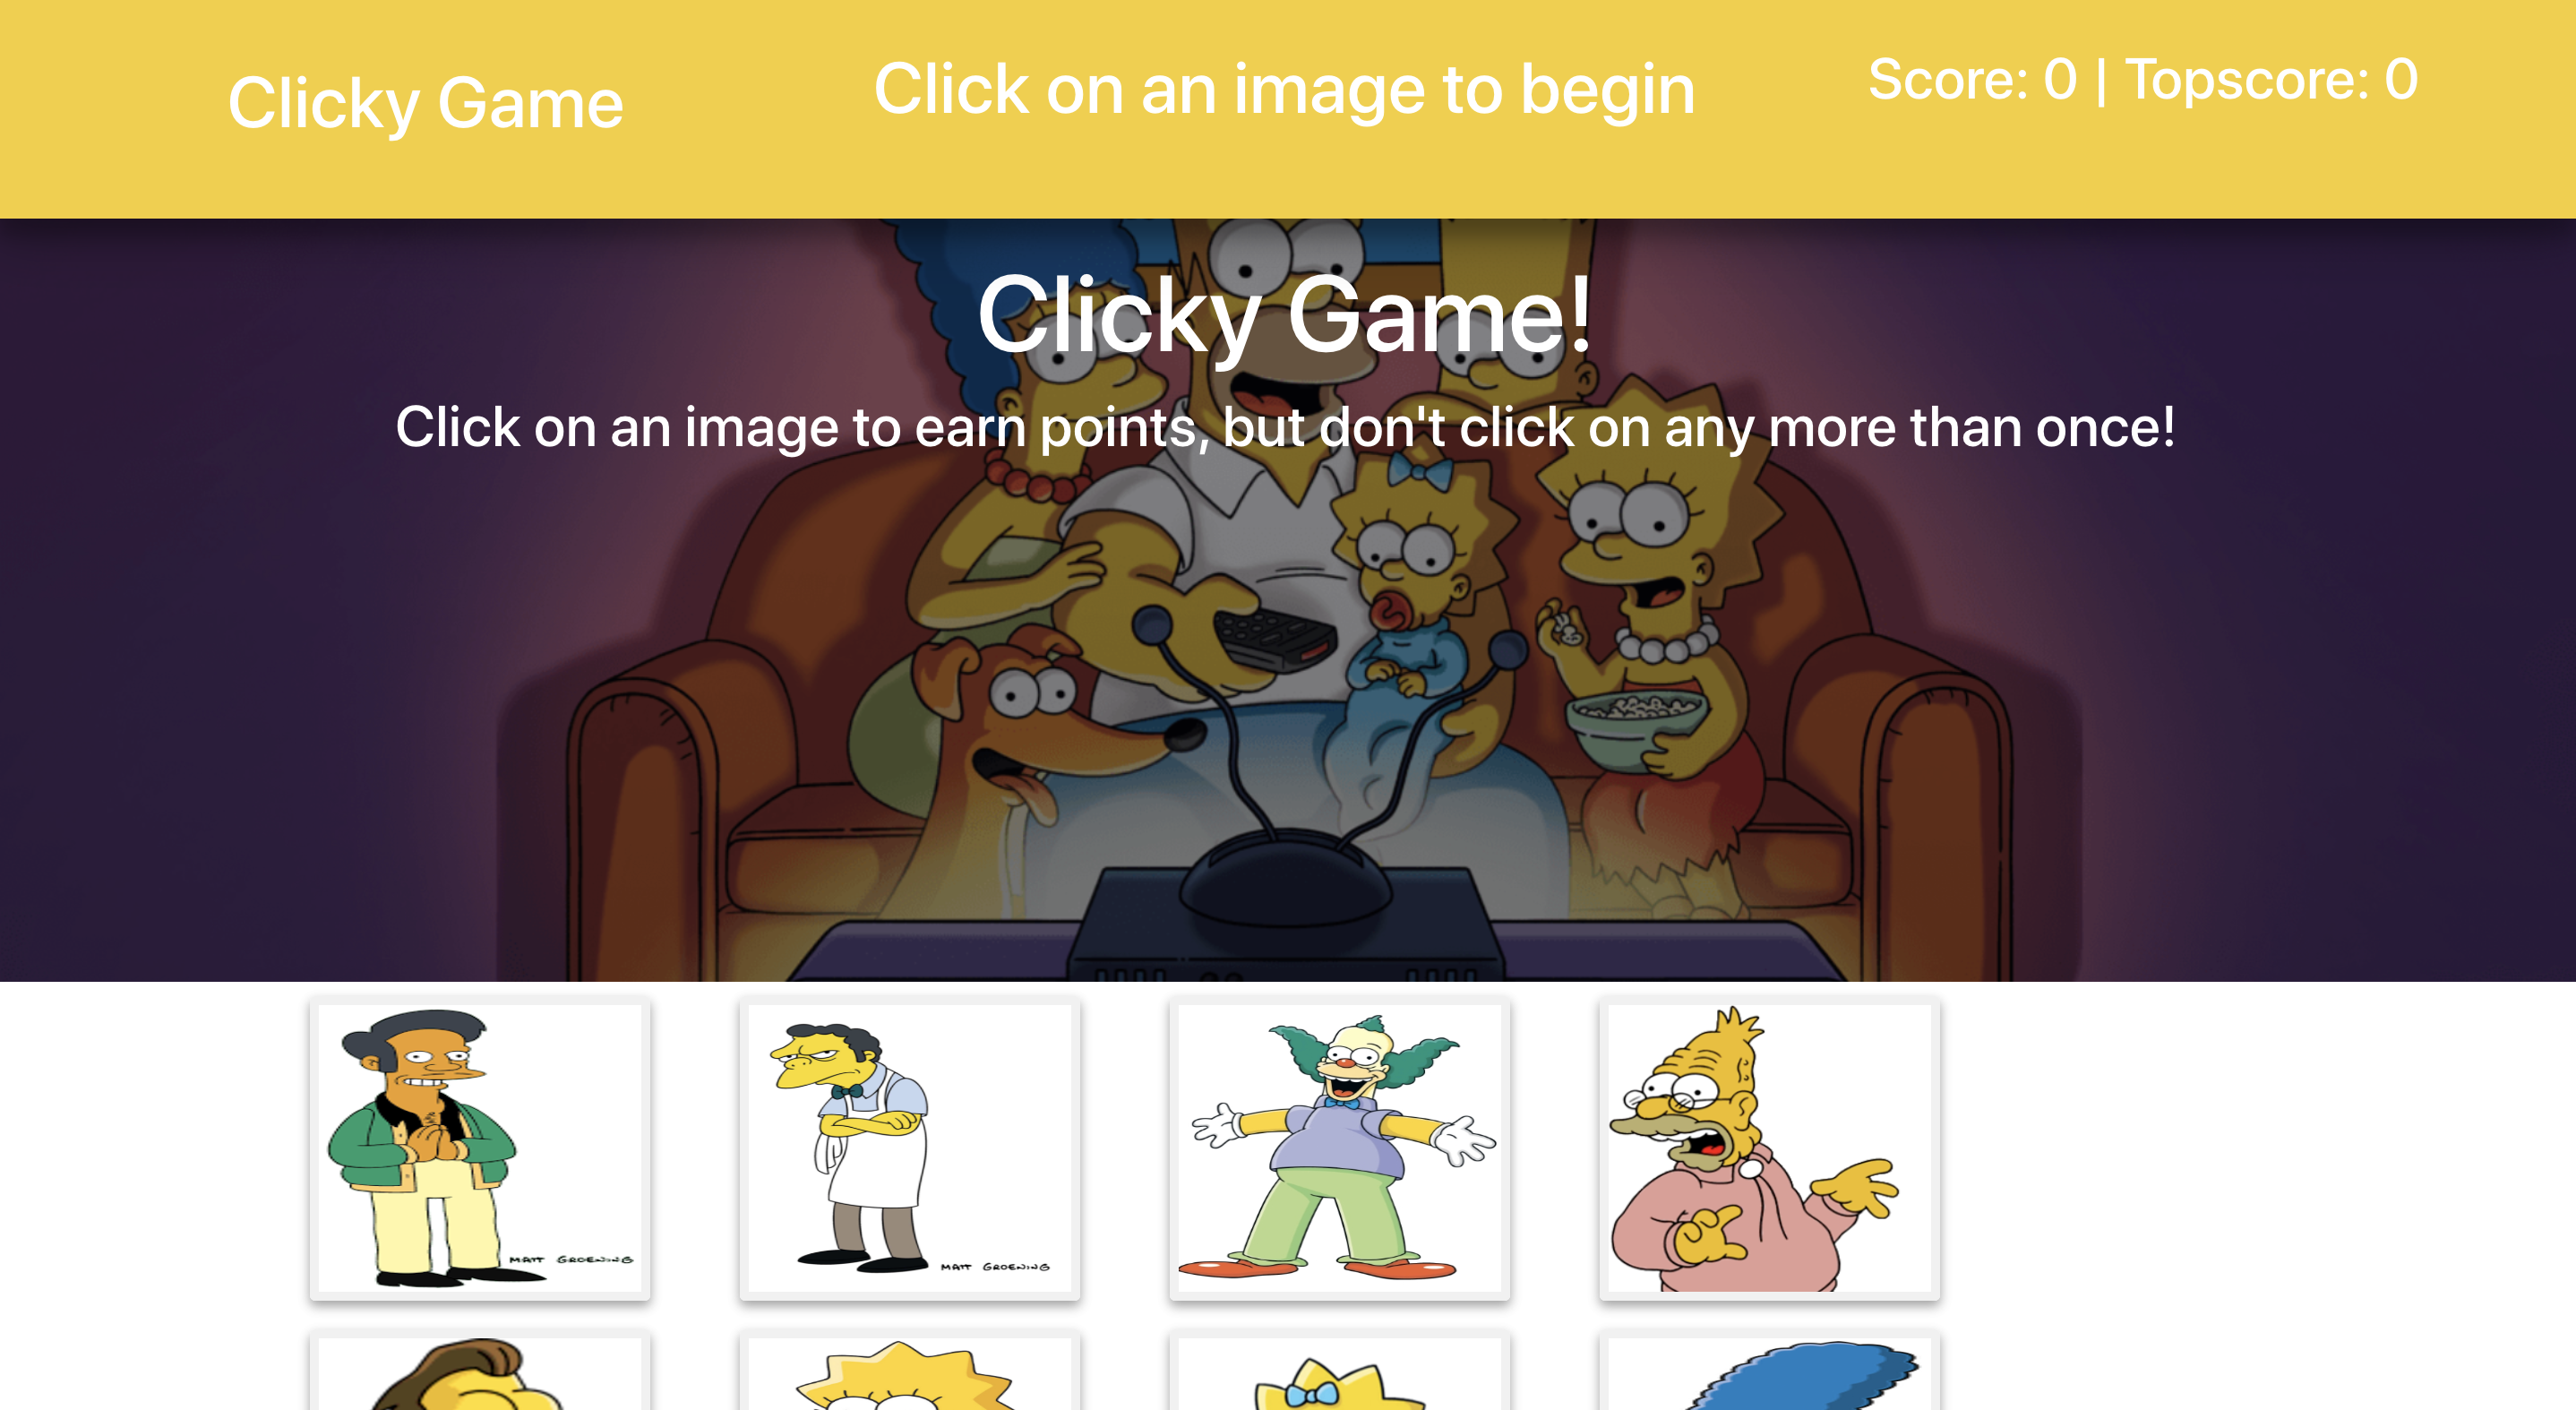 Clicky Game
Click on an image to begin
Score: 0 | Topscore: 0
Clicky Game!
Click on an image to earn points, but don't click on any more than once!
MATT GROENING
MATT GROENING